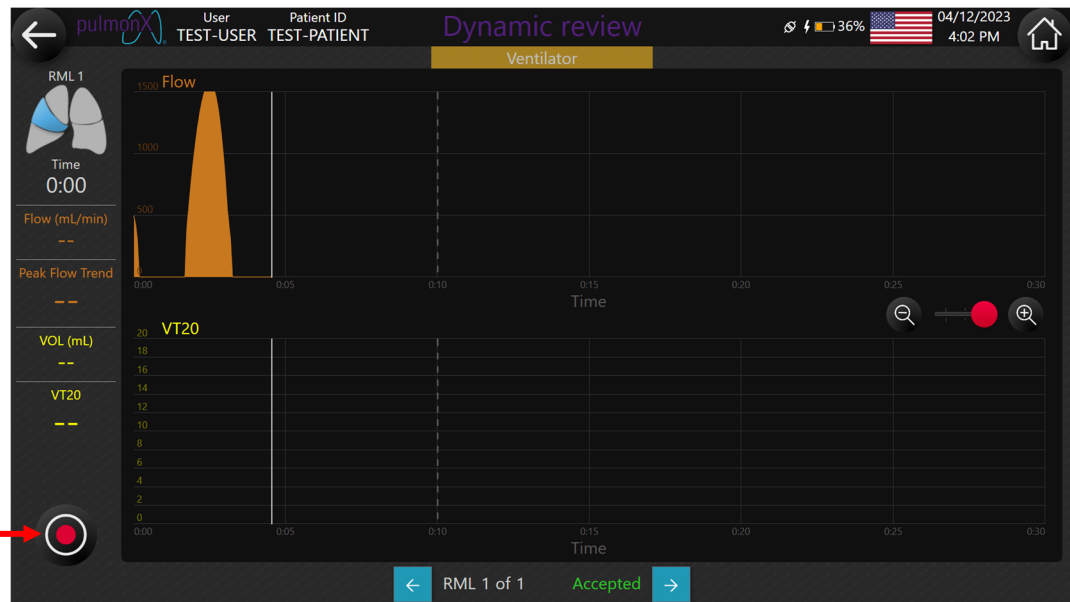 pulmonX
User
TEST-USER
Patient ID
TEST-PATIENT
Dynamic review
36%
04/12/2023
4:02 PM
Ventilator
RML 1
Time
0:00
Flow (mL/min)
--
Peak Flow Trend
--
VOL (mL)
--
VT20
--
Flow
1500
1000
500
0
0:00 0:05 0:10 0:15 0:20 0:25 0:30
Time
VT20
20
18
16
14
12
10
8
6
4
2
0
0:00 0:05 0:10 0:15 0:20 0:25 0:30
Time
RML 1 of 1
Accepted